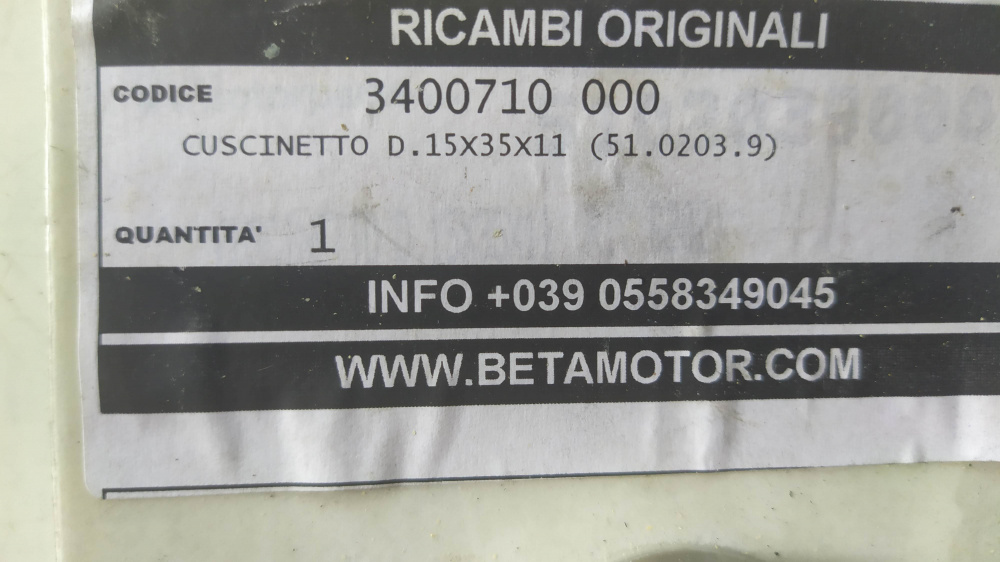 RICAMBI ORIGINALI
CODICE 3400710 000
CUSCINETTO D.15X35X11 (51.0203.9)
QUANTITA' 1
INFO +039 0558349045
WWW.BETAMOTOR.COM